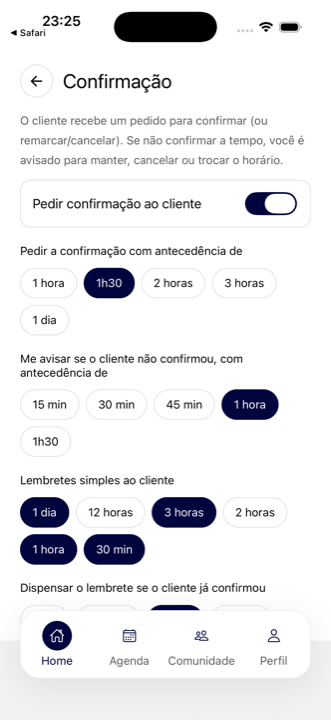 23:25
◀ Safari
Confirmação
O cliente recebe um pedido para confirmar (ou
remarcar/cancelar). Se não confirmar a tempo, você é
avisado para manter, cancelar ou trocar o horário.
Pedir confirmação ao cliente
Pedir a confirmação com antecedência de
1 hora 1h30 2 horas 3 horas
1 dia
Me avisar se o cliente não confirmou, com
antecedência de
15 min 30 min 45 min 1 hora
1h30
Lembretes simples ao cliente
1 dia 12 horas 3 horas 2 horas
1 hora 30 min
Dispensar o lembrete se o cliente já confirmou
Home Agenda Comunidade Perfil